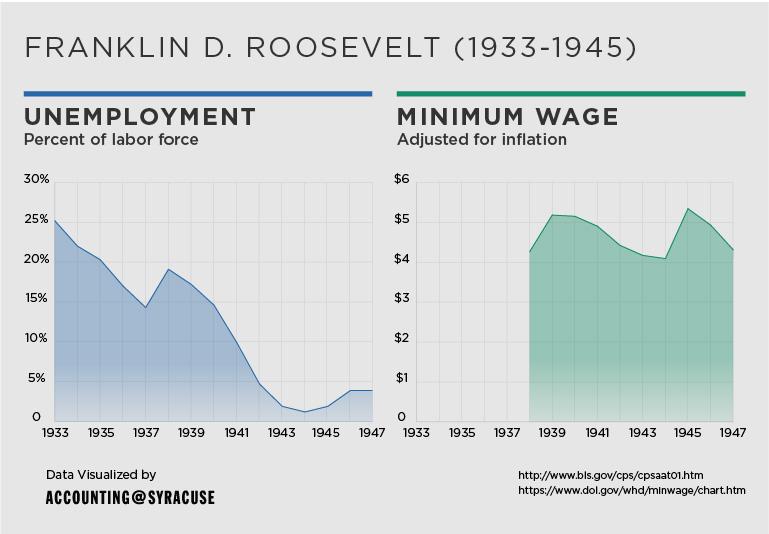 FRANKLIN D. ROOSEVELT (1933-1945)
UNEMPLOYMENT
Percent of labor force
30%
25%
20%
15%
10%
5%
0
1933 1935 1937 1939 1941 1943 1945 1947
MINIMUM WAGE
Adjusted for inflation
$6
$5
$4
$3
$2
$1
0
1933 1935 1937 1939 1941 1943 1945 1947
Data Visualized by
ACCOUNTING@SYRACUSE
http://www.bls.gov/cps/cpsaat01.htm
https://www.dol.gov/whd/minwage/chart.htm